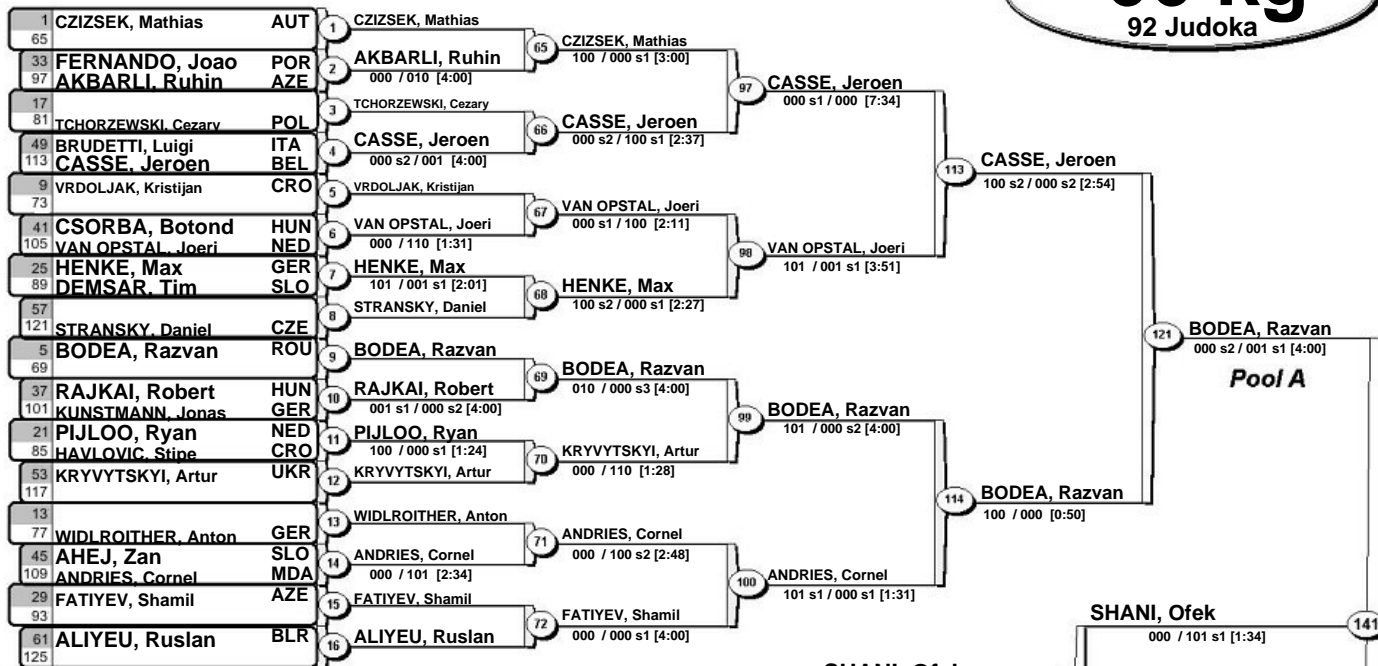 92 Judoka
1 CZIZSEK, Mathias AUT
65
33 FERNANDO, Joao POR
97 AKBARLI, Ruhin AZE
17
81 TCHORZEWSKI, Cezary POL
49 BRUDETTI, Luigi ITA
113 CASSE, Jeroen BEL
9 VRDOLJAK, Kristijan CRO
73
41 CSORBA, Botond HUN
105 VAN OPSTAL, Joeri NED
25 HENKE, Max GER
89 DEMSAR, Tim SLO
57
121 STRANSKY, Daniel CZE
5 BODEA, Razvan ROU
69
37 RAJKAI, Robert HUN
101 KUNSTMANN, Jonas GER
21 PIJLOO, Ryan NED
85 HAVLOVIC, Stipe CRO
53 KRYVYTSKYI, Artur UKR
117
13
77 WIDLROITHER, Anton GER
45 AHEJ, Zan SLO
109 ANDRIES, Cornel MDA
29 FATIYEV, Shamil AZE
93
61 ALIYEU, Ruslan BLR
125
1 CZIZSEK, Mathias
2 AKBARLI, Ruhin
000 / 010 [4:00]
3 TCHORZEWSKI, Cezary
4 CASSE, Jeroen
000 s2 / 001 [4:00]
5 VRDOLJAK, Kristijan
6 VAN OPSTAL, Joeri
000 / 110 [1:31]
7 HENKE, Max
101 / 001 s1 [2:01]
8 STRANSKY, Daniel
9 BODEA, Razvan
10 RAJKAI, Robert
001 s1 / 000 s2 [4:00]
11 PIJLOO, Ryan
100 / 000 s1 [1:24]
12 KRYVYTSKYI, Artur
13 WIDLROITHER, Anton
14 ANDRIES, Cornel
000 / 101 [2:34]
15 FATIYEV, Shamil
16 ALIYEU, Ruslan
65 CZIZSEK, Mathias
100 / 000 s1 [3:00]
66 CASSE, Jeroen
000 s2 / 100 s1 [2:37]
67 VAN OPSTAL, Joeri
000 s1 / 100 [2:11]
68 HENKE, Max
100 s2 / 000 s1 [2:27]
69 BODEA, Razvan
010 / 000 s3 [4:00]
70 KRYVYTSKYI, Artur
000 / 110 [1:28]
71 ANDRIES, Cornel
000 / 100 s2 [2:48]
72 FATIYEV, Shamil
000 / 000 s1 [4:00]
97 CASSE, Jeroen
000 s1 / 000 [7:34]
98 VAN OPSTAL, Joeri
101 / 001 s1 [3:51]
99 BODEA, Razvan
101 / 000 s2 [4:00]
100 ANDRIES, Cornel
101 s1 / 000 s1 [1:31]
113 CASSE, Jeroen
100 s2 / 000 s2 [2:54]
114 BODEA, Razvan
100 / 000 [0:50]
121 BODEA, Razvan
000 s2 / 001 s1 [4:00]
Pool A
SHANI, Ofek
000 / 101 s1 [1:34]
141